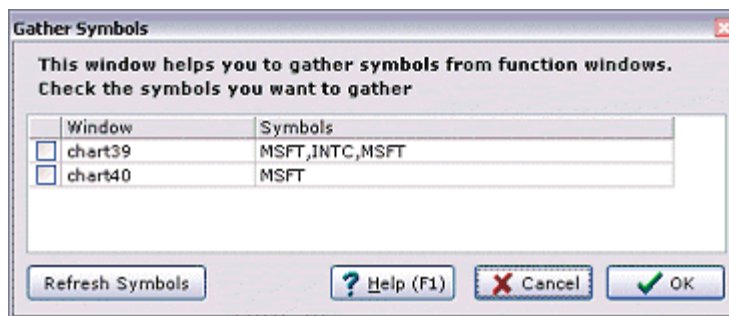 Gather Symbols
This window helps you to gather symbols from function windows.
Check the symbols you want to gather
Window Symbols
chart39 MSFT,INTC,MSFT
chart40 MSFT
Refresh Symbols ? Help (F1) Cancel OK